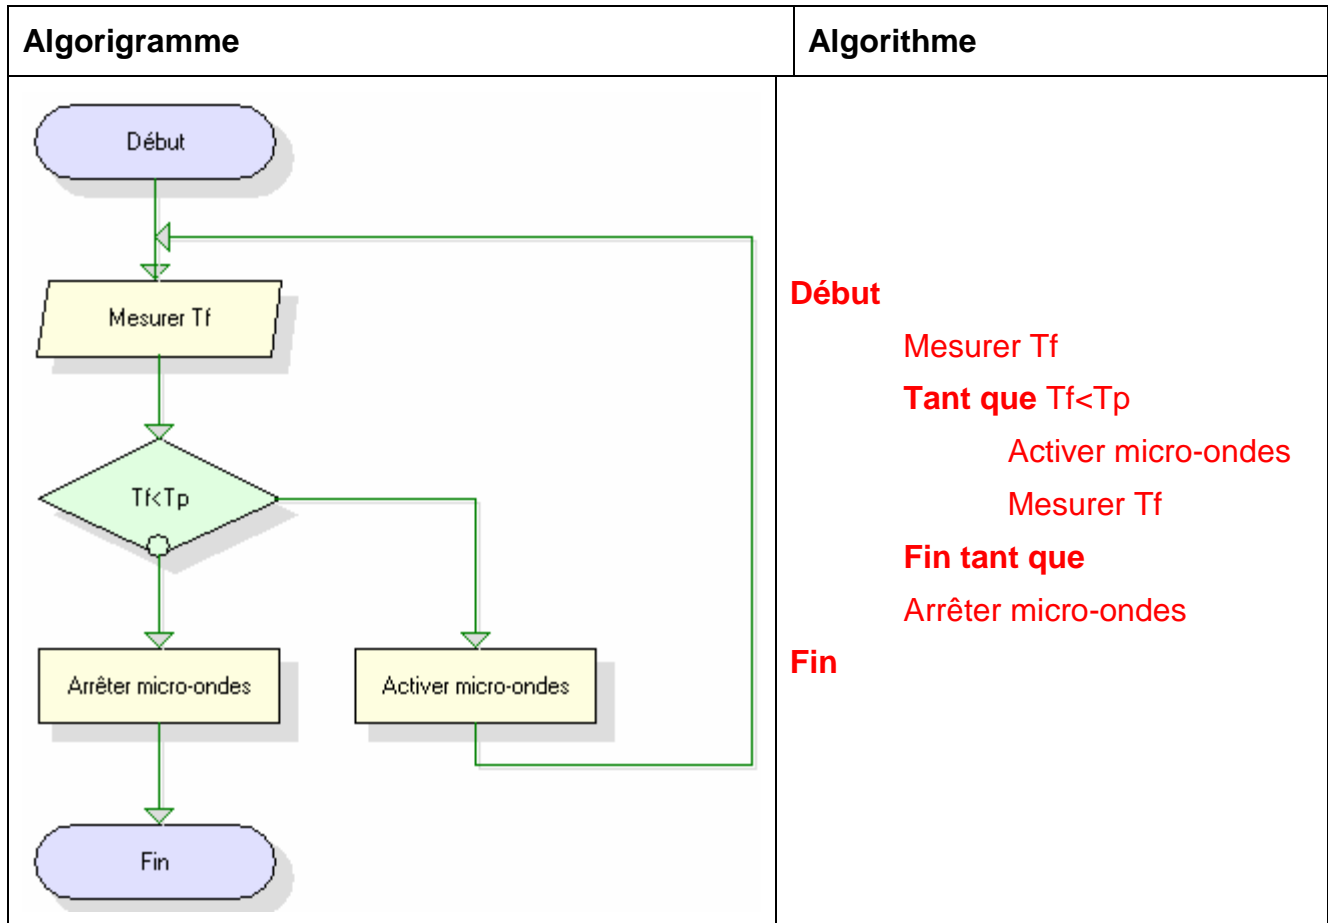 Algorigramme
Algorithme
Début
Mesurer Tf
Tf<Tp
Arrêter micro-ondes
Activer micro-ondes
Fin
Début
Mesurer Tf
Tant que Tf<Tp
Activer micro-ondes
Mesurer Tf
Fin tant que
Arrêter micro-ondes
Fin